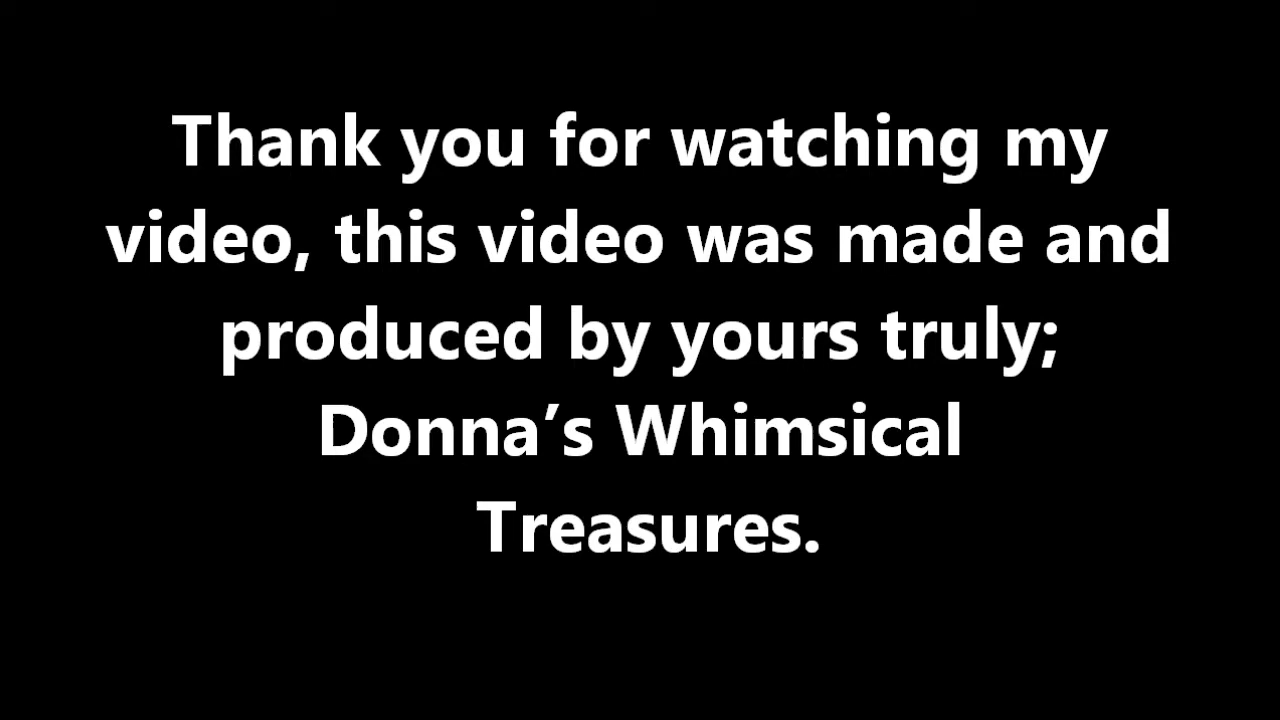 Thank you for watching my
video, this video was made and
produced by yours truly;
Donna’s Whimsical
Treasures.